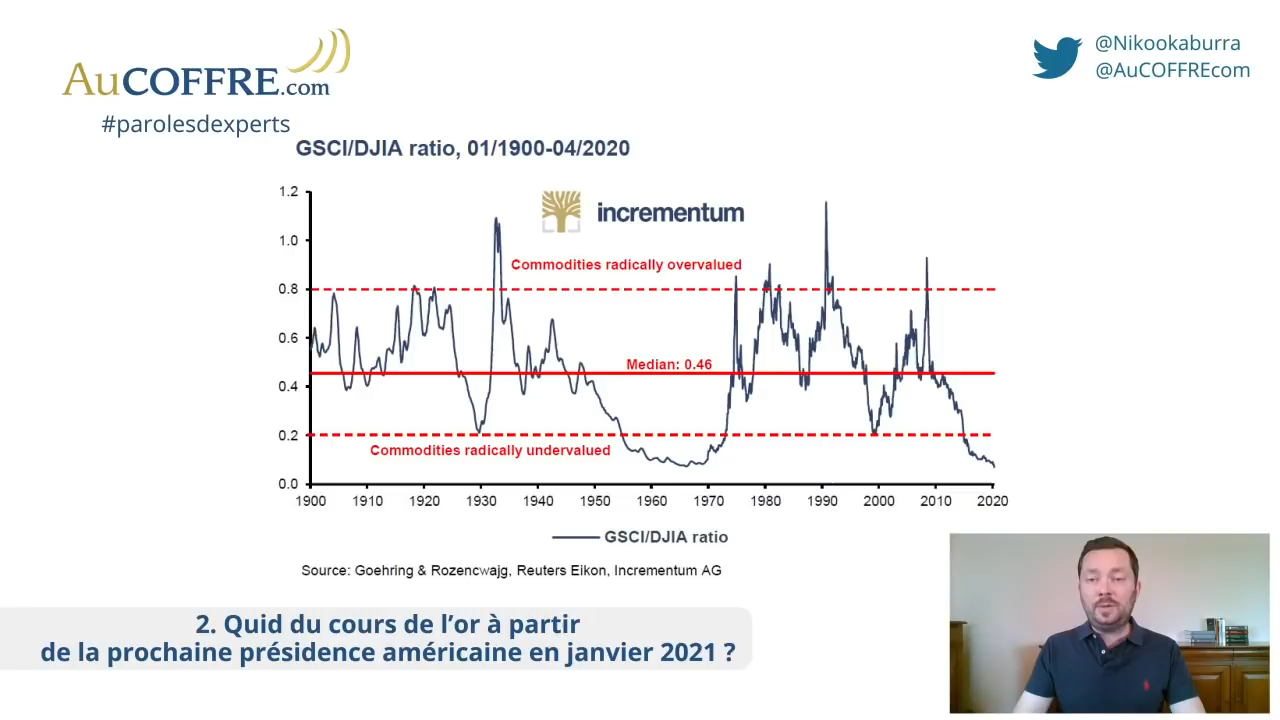 AuCOFFRE.com
#parolesdexperts
@Nikookaburra
@AuCOFFREcom
GSCI/DJIA ratio, 01/1900-04/2020
incrementum
1.2
1.0
0.8
0.6
0.4
0.2
0.0
Commodities radically overvalued
Median: 0.46
Commodities radically undervalued
1900 1910 1920 1930 1940 1950 1960 1970 1980 1990 2000 2010 2020
GSCI/DJIA ratio
Source: Goehring & Rozencwajg, Reuters Eikon, Incrementum AG
2. Quid du cours de l’or à partir
de la prochaine présidence américaine en janvier 2021 ?